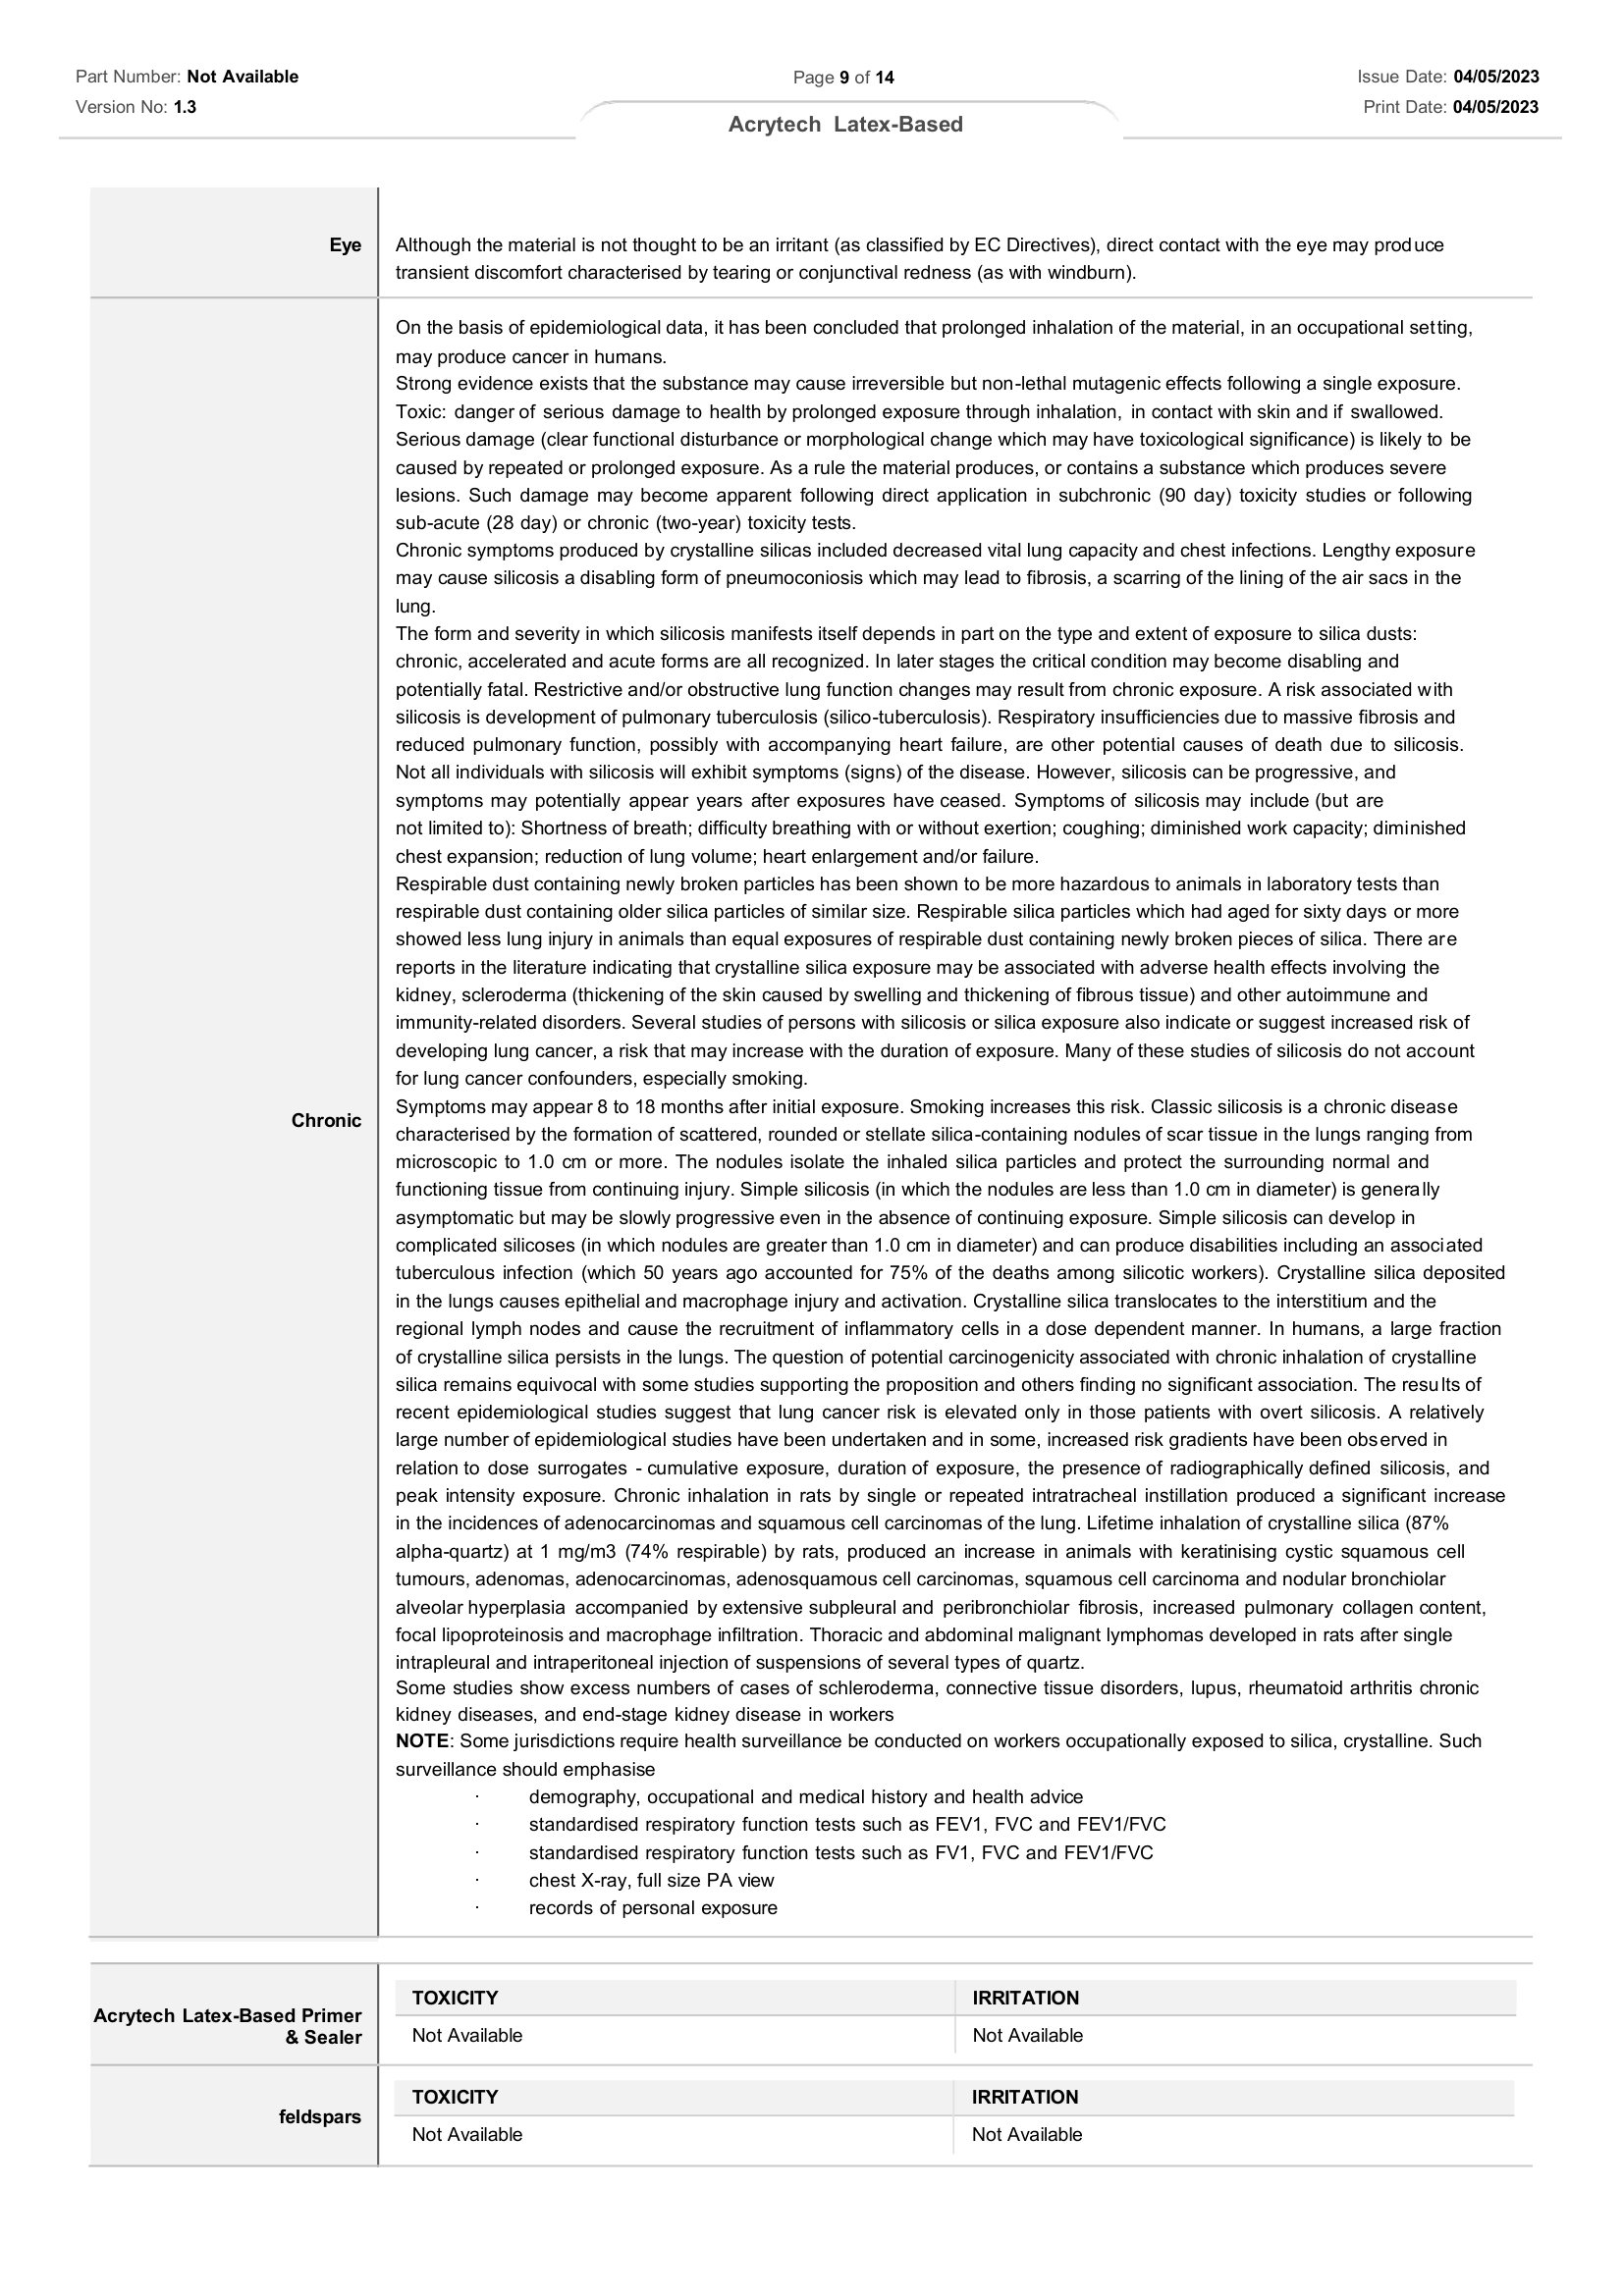 Part Number: Not Available
Page 9 of 14
Issue Date: 04/05/2023
Version No: 1.3
Print Date: 04/05/2023
Acrytech Latex-Based
Eye
Although the material is not thought to be an irritant (as classified by EC Directives), direct contact with the eye may produce
transient discomfort characterised by tearing or conjunctival redness (as with windburn).
Chronic
On the basis of epidemiological data, it has been concluded that prolonged inhalation of the material, in an occupational setting,
may produce cancer in humans.
Strong evidence exists that the substance may cause irreversible but non-lethal mutagenic effects following a single exposure.
Toxic: danger of serious damage to health by prolonged exposure through inhalation, in contact with skin and if swallowed.
Serious damage (clear functional disturbance or morphological change which may have toxicological significance) is likely to be
caused by repeated or prolonged exposure. As a rule the material produces, or contains a substance which produces severe
lesions. Such damage may become apparent following direct application in subchronic (90 day) toxicity studies or following
sub-acute (28 day) or chronic (two-year) toxicity tests.
Chronic symptoms produced by crystalline silicas included decreased vital lung capacity and chest infections. Lengthy exposure
may cause silicosis a disabling form of pneumoconiosis which may lead to fibrosis, a scarring of the lining of the air sacs in the
lung.
The form and severity in which silicosis manifests itself depends in part on the type and extent of exposure to silica dusts:
chronic, accelerated and acute forms are all recognized. In later stages the critical condition may become disabling and
potentially fatal. Restrictive and/or obstructive lung function changes may result from chronic exposure. A risk associated with
silicosis is development of pulmonary tuberculosis (silico-tuberculosis). Respiratory insufficiencies due to massive fibrosis and
reduced pulmonary function, possibly with accompanying heart failure, are other potential causes of death due to silicosis.
Not all individuals with silicosis will exhibit symptoms (signs) of the disease. However, silicosis can be progressive, and
symptoms may potentially appear years after exposures have ceased. Symptoms of silicosis may include (but are
not limited to): Shortness of breath; difficulty breathing with or without exertion; coughing; diminished work capacity; diminished
chest expansion; reduction of lung volume; heart enlargement and/or failure.
Respirable dust containing newly broken particles has been shown to be more hazardous to animals in laboratory tests than
respirable dust containing older silica particles of similar size. Respirable silica particles which had aged for sixty days or more
showed less lung injury in animals than equal exposures of respirable dust containing newly broken pieces of silica. There are
reports in the literature indicating that crystalline silica exposure may be associated with adverse health effects involving the
kidney, scleroderma (thickening of the skin caused by swelling and thickening of fibrous tissue) and other autoimmune and
immunity-related disorders. Several studies of persons with silicosis or silica exposure also indicate or suggest increased risk of
developing lung cancer, a risk that may increase with the duration of exposure. Many of these studies of silicosis do not account
for lung cancer confounders, especially smoking.
Symptoms may appear 8 to 18 months after initial exposure. Smoking increases this risk. Classic silicosis is a chronic disease
characterised by the formation of scattered, rounded or stellate silica-containing nodules of scar tissue in the lungs ranging from
microscopic to 1.0 cm or more. The nodules isolate the inhaled silica particles and protect the surrounding normal and
functioning tissue from continuing injury. Simple silicosis (in which the nodules are less than 1.0 cm in diameter) is generally
asymptomatic but may be slowly progressive even in the absence of continuing exposure. Simple silicosis can develop in
complicated silicoses (in which nodules are greater than 1.0 cm in diameter) and can produce disabilities including an associated
tuberculous infection (which 50 years ago accounted for 75% of the deaths among silicotic workers). Crystalline silica deposited
in the lungs causes epithelial and macrophage injury and activation. Crystalline silica translocates to the interstitium and the
regional lymph nodes and cause the recruitment of inflammatory cells in a dose dependent manner. In humans, a large fraction
of crystalline silica persists in the lungs. The question of potential carcinogenicity associated with chronic inhalation of crystalline
silica remains equivocal with some studies supporting the proposition and others finding no significant association. The results of
recent epidemiological studies suggest that lung cancer risk is elevated only in those patients with overt silicosis. A relatively
large number of epidemiological studies have been undertaken and in some, increased risk gradients have been observed in
relation to dose surrogates - cumulative exposure, duration of exposure, the presence of radiographically defined silicosis, and
peak intensity exposure. Chronic inhalation in rats by single or repeated intratracheal instillation produced a significant increase
in the incidences of adenocarcinomas and squamous cell carcinomas of the lung. Lifetime inhalation of crystalline silica (87%
alpha-quartz) at 1 mg/m3 (74% respirable) by rats, produced an increase in animals with keratinising cystic squamous cell
tumours, adenomas, adenocarcinomas, adenosquamous cell carcinomas, squamous cell carcinoma and nodular bronchiolar
alveolar hyperplasia accompanied by extensive subpleural and peribronchiolar fibrosis, increased pulmonary collagen content,
focal lipoproteinosis and macrophage infiltration. Thoracic and abdominal malignant lymphomas developed in rats after single
intrapleural and intraperitoneal injection of suspensions of several types of quartz.
Some studies show excess numbers of cases of schleroderma, connective tissue disorders, lupus, rheumatoid arthritis chronic
kidney diseases, and end-stage kidney disease in workers
NOTE: Some jurisdictions require health surveillance be conducted on workers occupationally exposed to silica, crystalline. Such
surveillance should emphasise
· demography, occupational and medical history and health advice
· standardised respiratory function tests such as FEV1, FVC and FEV1/FVC
· standardised respiratory function tests such as FV1, FVC and FEV1/FVC
· chest X-ray, full size PA view
· records of personal exposure
Acrytech Latex-Based Primer
& Sealer
TOXICITY
IRRITATION
Not Available
Not Available
feldspars
TOXICITY
IRRITATION
Not Available
Not Available